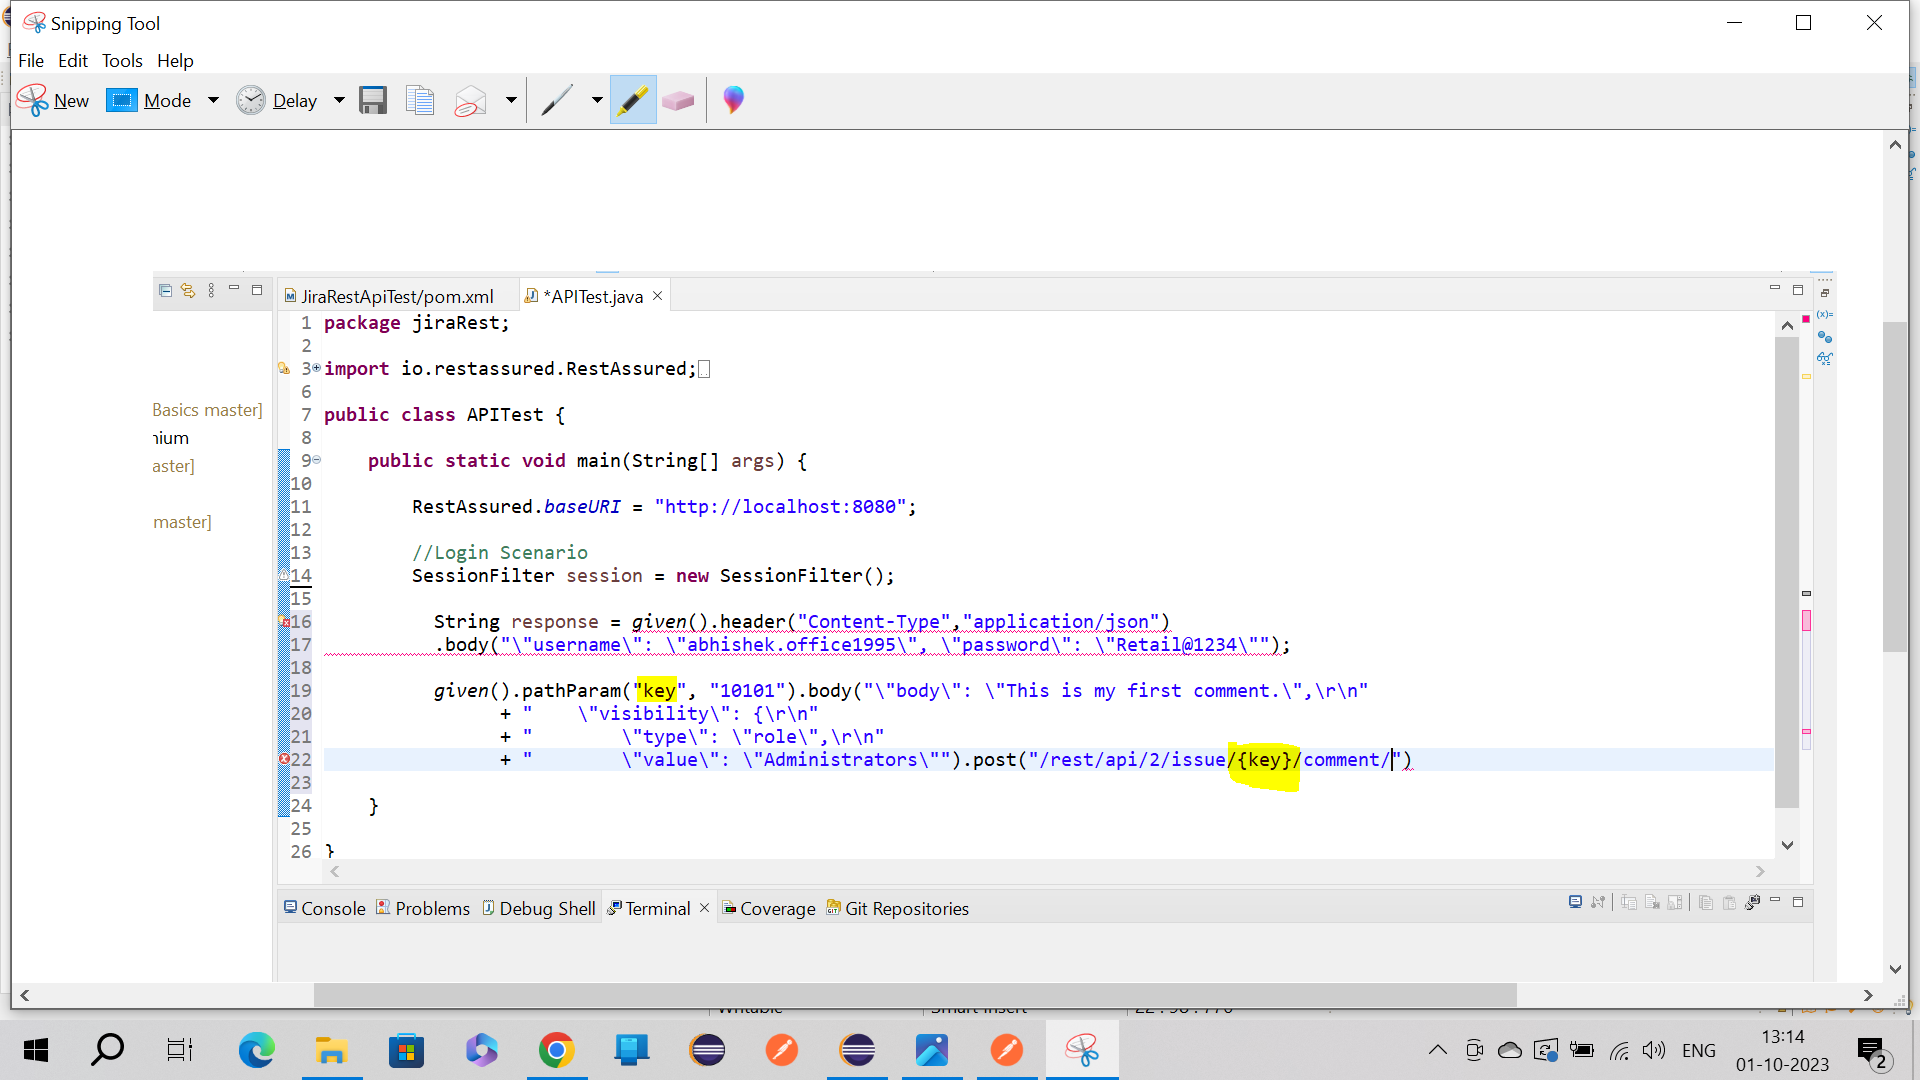 Snipping Tool
File Edit Tools Help
New Mode Delay
JiraRestApiTest/pom.xml *APITest.java
1 package jiraRest;
2
3 import io.restassured.RestAssured;
6
7 public class APITest {
8
9 public static void main(String[] args) {
10
11 RestAssured.baseURI = "http://localhost:8080";
12
13 //Login Scenario
14 SessionFilter session = new SessionFilter();
15
16 String response = given().header("Content-Type","application/json")
17 .body("\"username\": \"abhishek.office1995\", \"password\": \"Retail@1234\"");
18
19 given().pathParam("key", "10101").body("\"body\": \"This is my first comment.\",\r\n"
20 + " \"visibility\": {\r\n"
21 + " \"type\": \"role\",\r\n"
22 + " \"value\": \"Administrators\"").post("/rest/api/2/issue/{key}/comment/")
23
24 }
25
26 }
Basics master]
nium
aster]
master]
Console Problems Debug Shell Terminal Coverage Git Repositories
ENG
13:14
01-10-2023
2